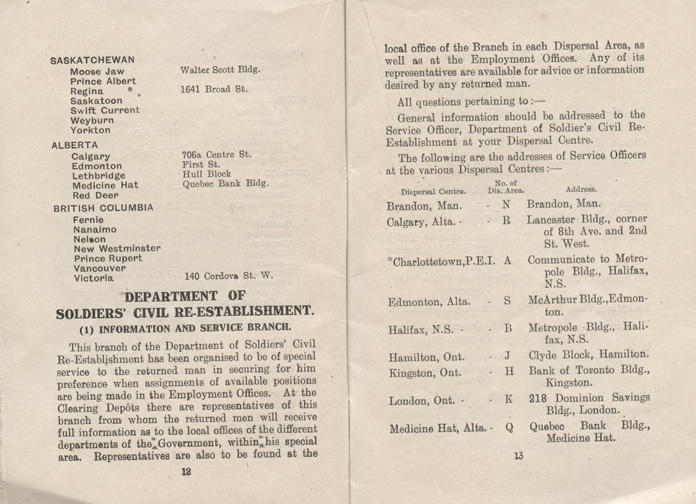 SASKATCHEWAN
Moose Jaw Walter Scott Bldg.
Prince Albert
Regina 1641 Broad St.
Saskatoon
Swift Current
Weyburn
Yorkton
ALBERTA
Calgary 706a Centre St.
Edmonton First St.
Lethbridge Hull Block
Medicine Hat Quebec Bank Bldg.
Red Deer
BRITISH COLUMBIA
Fernie
Nanaimo
Nelson
New Westminster
Prince Rupert
Vancouver
Victoria 140 Cordova St. W.
DEPARTMENT OF
SOLDIERS' CIVIL RE-ESTABLISHMENT.
(1) INFORMATION AND SERVICE BRANCH.
This branch of the Department of Soldiers' Civil
Re-Establishment has been organised to be of special
service to the returned man in securing for him
preference when assignments of available positions
are being made in the Employment Offices. At the
Clearing Depôts there are representatives of this
branch from whom the returned men will receive
full information as to the local offices of the different
departments of the Government, within his special
area. Representatives are also to be found at the
12
local office of the Branch in each Dispersal Area, as
well as at the Employment Offices. Any of its
representatives are available for advice or information
desired by any returned man.
All questions pertaining to:—
General information should be addressed to the
Service Officer, Department of Soldier's Civil Re-
Establishment at your Dispersal Centre.
The following are the addresses of Service Officers
at the various Dispersal Centres:—
Dispersal Centre. No. of Dis. Area. Address.
Brandon, Man. - N Brandon, Man.
Calgary, Alta. - - R Lancaster Bldg., corner
of 8th Ave. and 2nd
St. West.
*Charlottetown, P.E.I. A Communicate to Metro-
pole Bldg., Halifax,
N.S.
Edmonton, Alta. - S McArthur Bldg., Edmon-
ton.
Halifax, N.S. - - B Metropole Bldg., Hali-
fax, N.S.
Hamilton, Ont. - J Clyde Block, Hamilton.
Kingston, Ont. - H Bank of Toronto Bldg.,
Kingston.
London, Ont. - - K 218 Dominion Savings
Bldg., London.
Medicine Hat, Alta. - Q Quebec Bank Bldg.,
Medicine Hat.
13